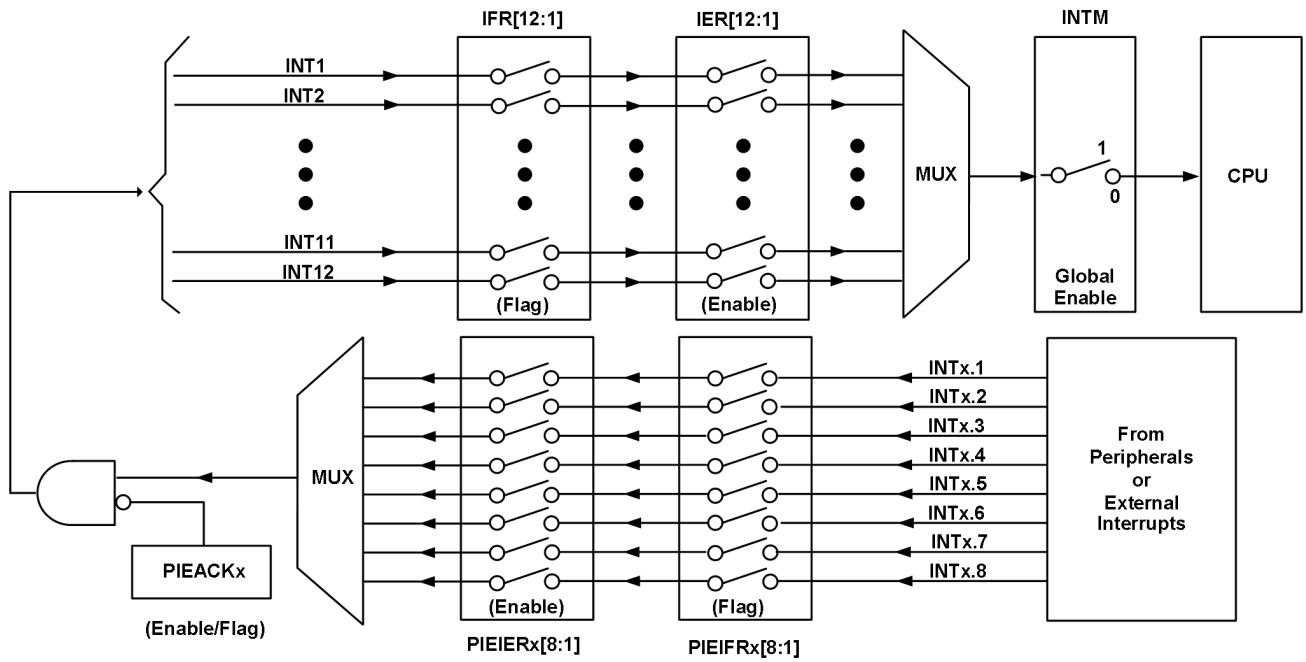 IFR[12:1]
IER[12:1]
INTM
INT1
INT2
INT11
INT12
(Flag)
(Enable)
MUX
1
0
Global
Enable
CPU
INTx.1
INTx.2
INTx.3
INTx.4
INTx.5
INTx.6
INTx.7
INTx.8
From
Peripherals
or
External
Interrupts
MUX
PIEACKx
(Enable/Flag)
(Enable)
(Flag)
PIEIERx[8:1]
PIEIFRx[8:1]